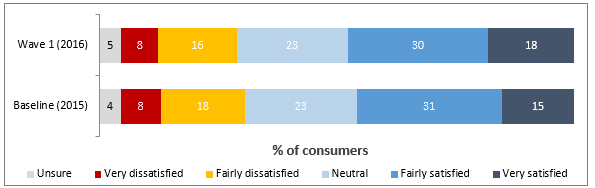 Wave 1 (2016) 5 8 16 23 30 18
Baseline (2015) 4 8 18 23 31 15
% of consumers
Unsure Very dissatisfied Fairly dissatisfied Neutral Fairly satisfied Very satisfied